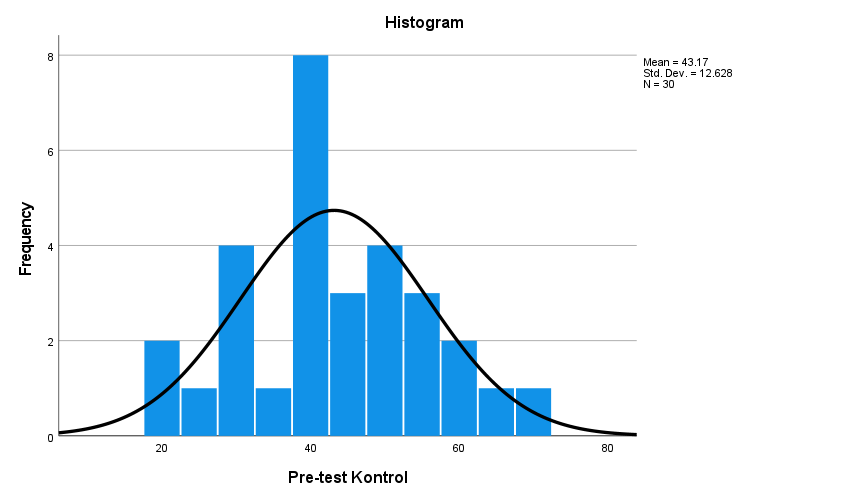 Histogram
Mean = 43.17
Std. Dev. = 12.628
N = 30
8
6
4
2
0
Frequency
20
40
60
80
Pre-test Kontrol